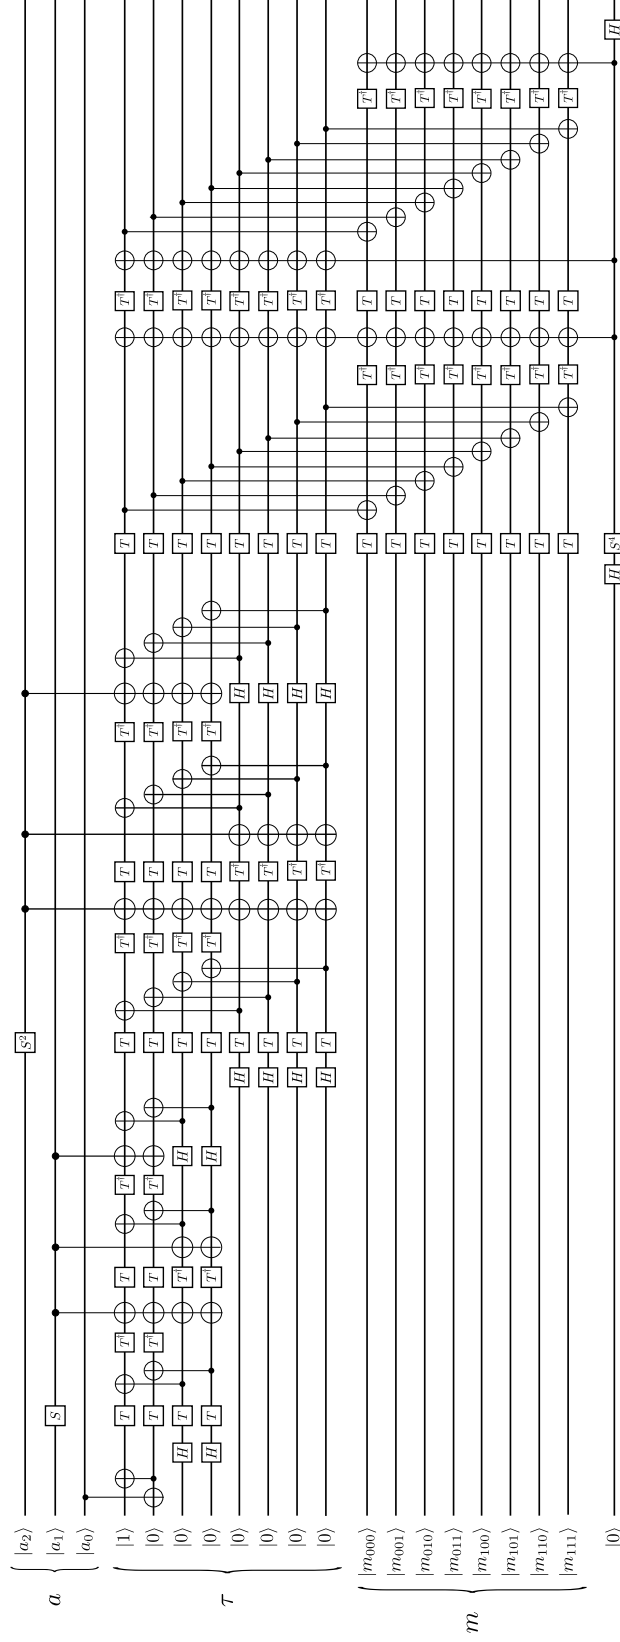 a
|a₂⟩ S²
|a₁⟩ S
|a₀⟩
τ
|1⟩ T T† T T† T T† T T† T T†
|0⟩ T T† T T† T T† T T† T T†
|0⟩ H T T† H T T† T T† T T†
|0⟩ H T T† H T T† T T† T T†
|0⟩ H T T† H T T†
|0⟩ H T T† H T T†
|0⟩ H T T† H T T†
|0⟩ H T T† H T T†
m
|m₀₀₀⟩ T T† T T†
|m₀₀₁⟩ T T† T T†
|m₀₁₀⟩ T T† T T†
|m₀₁₁⟩ T T† T T†
|m₁₀₀⟩ T T† T T†
|m₁₀₁⟩ T T† T T†
|m₁₁₀⟩ T T† T T†
|m₁₁₁⟩ T T† T T†
|0⟩ H S⁴ H